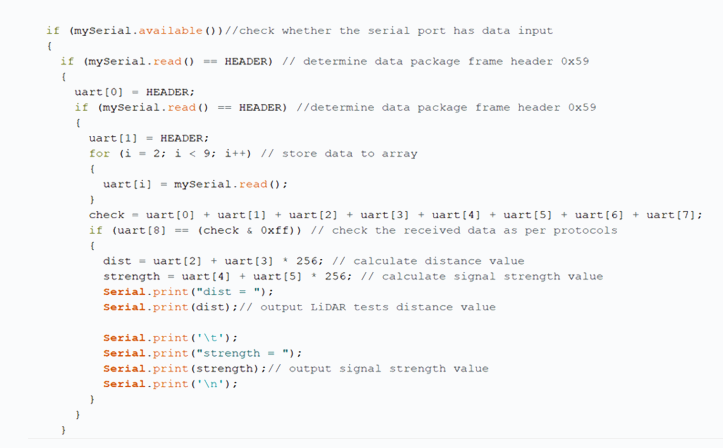 if (mySerial.available())//check whether the serial port has data input
{
if (mySerial.read() == HEADER) // determine data package frame header 0x59
{
uart[0] = HEADER;
if (mySerial.read() == HEADER) //determine data package frame header 0x59
{
uart[1] = HEADER;
for (i = 2; i < 9; i++) // store data to array
{
uart[i] = mySerial.read();
}
check = uart[0] + uart[1] + uart[2] + uart[3] + uart[4] + uart[5] + uart[6] + uart[7];
if (uart[8] == (check & 0xff)) // check the received data as per protocols
{
dist = uart[2] + uart[3] * 256; // calculate distance value
strength = uart[4] + uart[5] * 256; // calculate signal strength value
Serial.print("dist = ");
Serial.print(dist);// output LiDAR tests distance value
Serial.print('\t');
Serial.print("strength = ");
Serial.print(strength);// output signal strength value
Serial.print('\n');
}
}
}